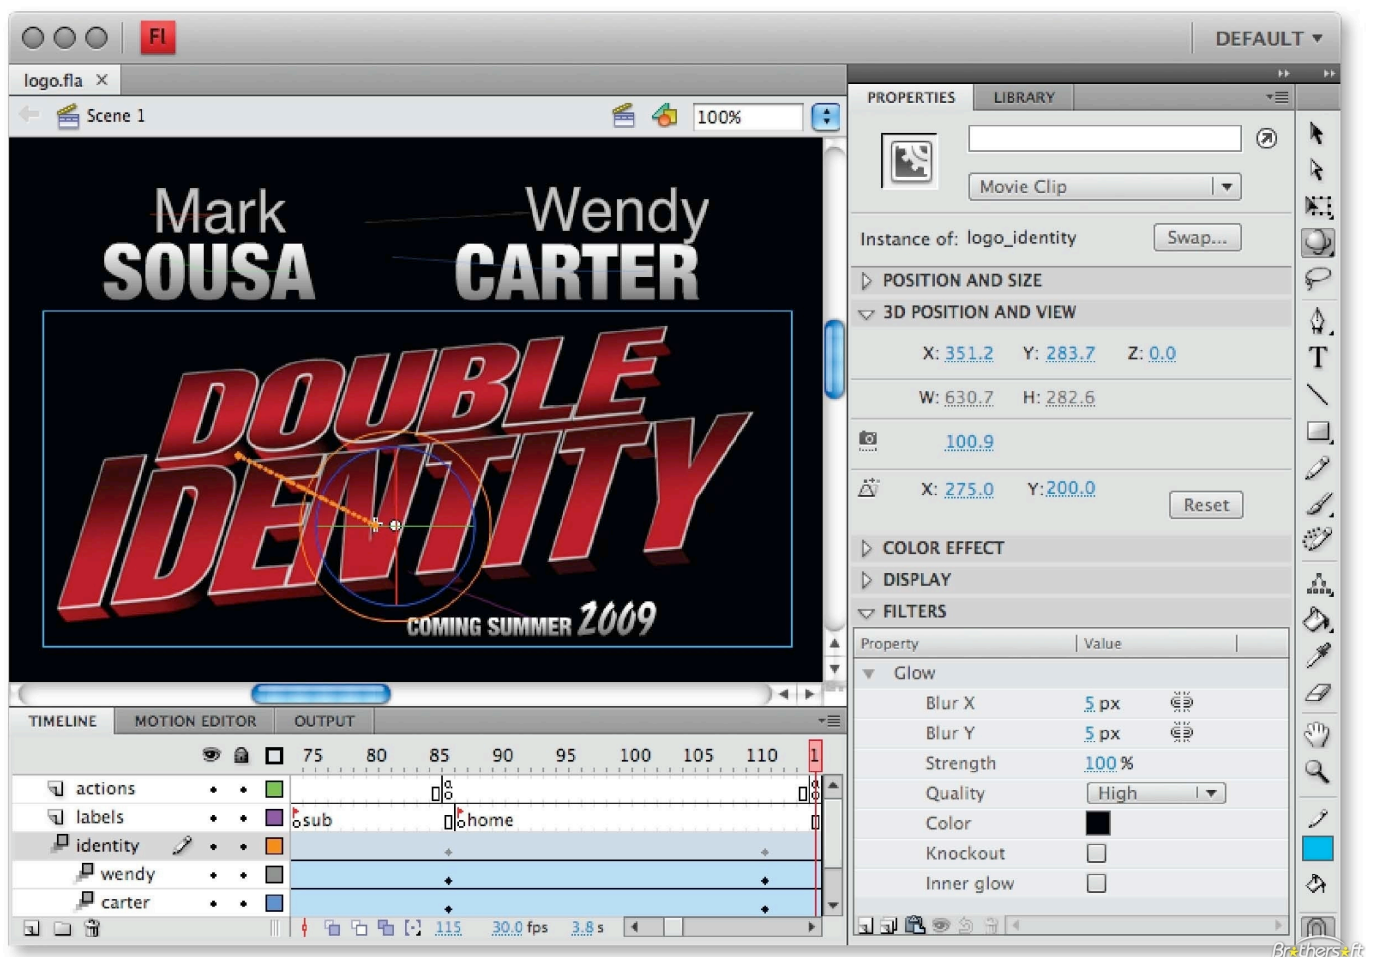 Fl
DEFAULT
logo.fla ×
Scene 1
100%
Mark
SOUSA
Wendy
CARTER
DOUBLE
IDENTITY
COMING SUMMER 2009
TIMELINE MOTION EDITOR OUTPUT
75 80 85 90 95 100 105 110 1
actions
labels sub home
identity
wendy
carter
115 30.0 fps 3.8 s
PROPERTIES LIBRARY
Movie Clip
Instance of: logo_identity Swap...
POSITION AND SIZE
3D POSITION AND VIEW
X: 351.2 Y: 283.7 Z: 0.0
W: 630.7 H: 282.6
100.9
X: 275.0 Y: 200.0
Reset
COLOR EFFECT
DISPLAY
FILTERS
Property Value
Glow
Blur X 5 px
Blur Y 5 px
Strength 100 %
Quality High
Color
Knockout
Inner glow
T
Brothersoft